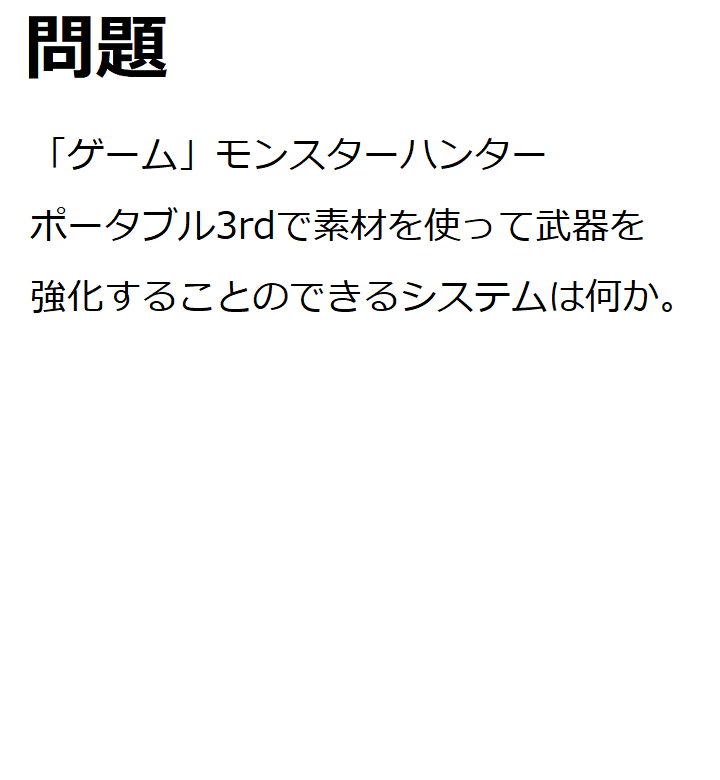 問題
「ゲーム」モンスターハンター
ポータブル3rdで素材を使って武器を
強化することのできるシステムは何か。